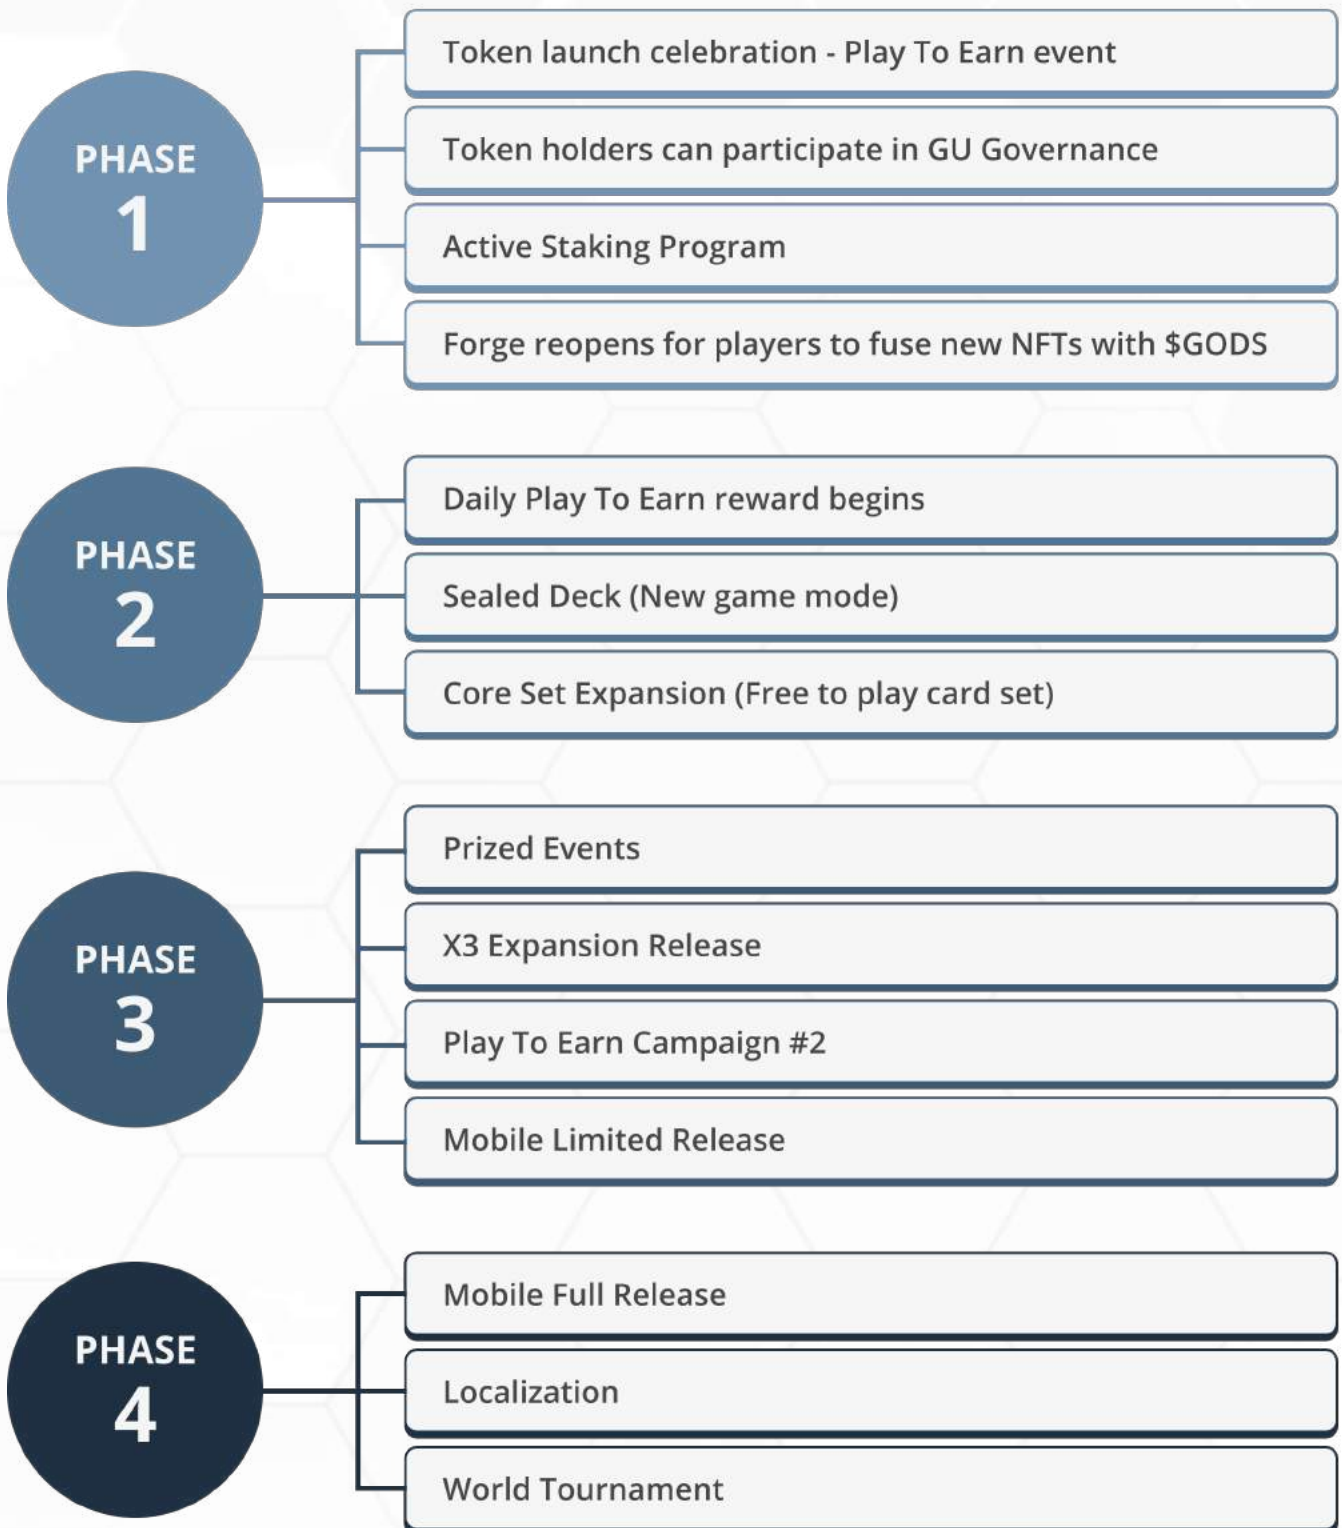 PHASE
1
Token launch celebration - Play To Earn event
Token holders can participate in GU Governance
Active Staking Program
Forge reopens for players to fuse new NFTs with $GODS
PHASE
2
Daily Play To Earn reward begins
Sealed Deck (New game mode)
Core Set Expansion (Free to play card set)
PHASE
3
Prized Events
X3 Expansion Release
Play To Earn Campaign #2
Mobile Limited Release
PHASE
4
Mobile Full Release
Localization
World Tournament